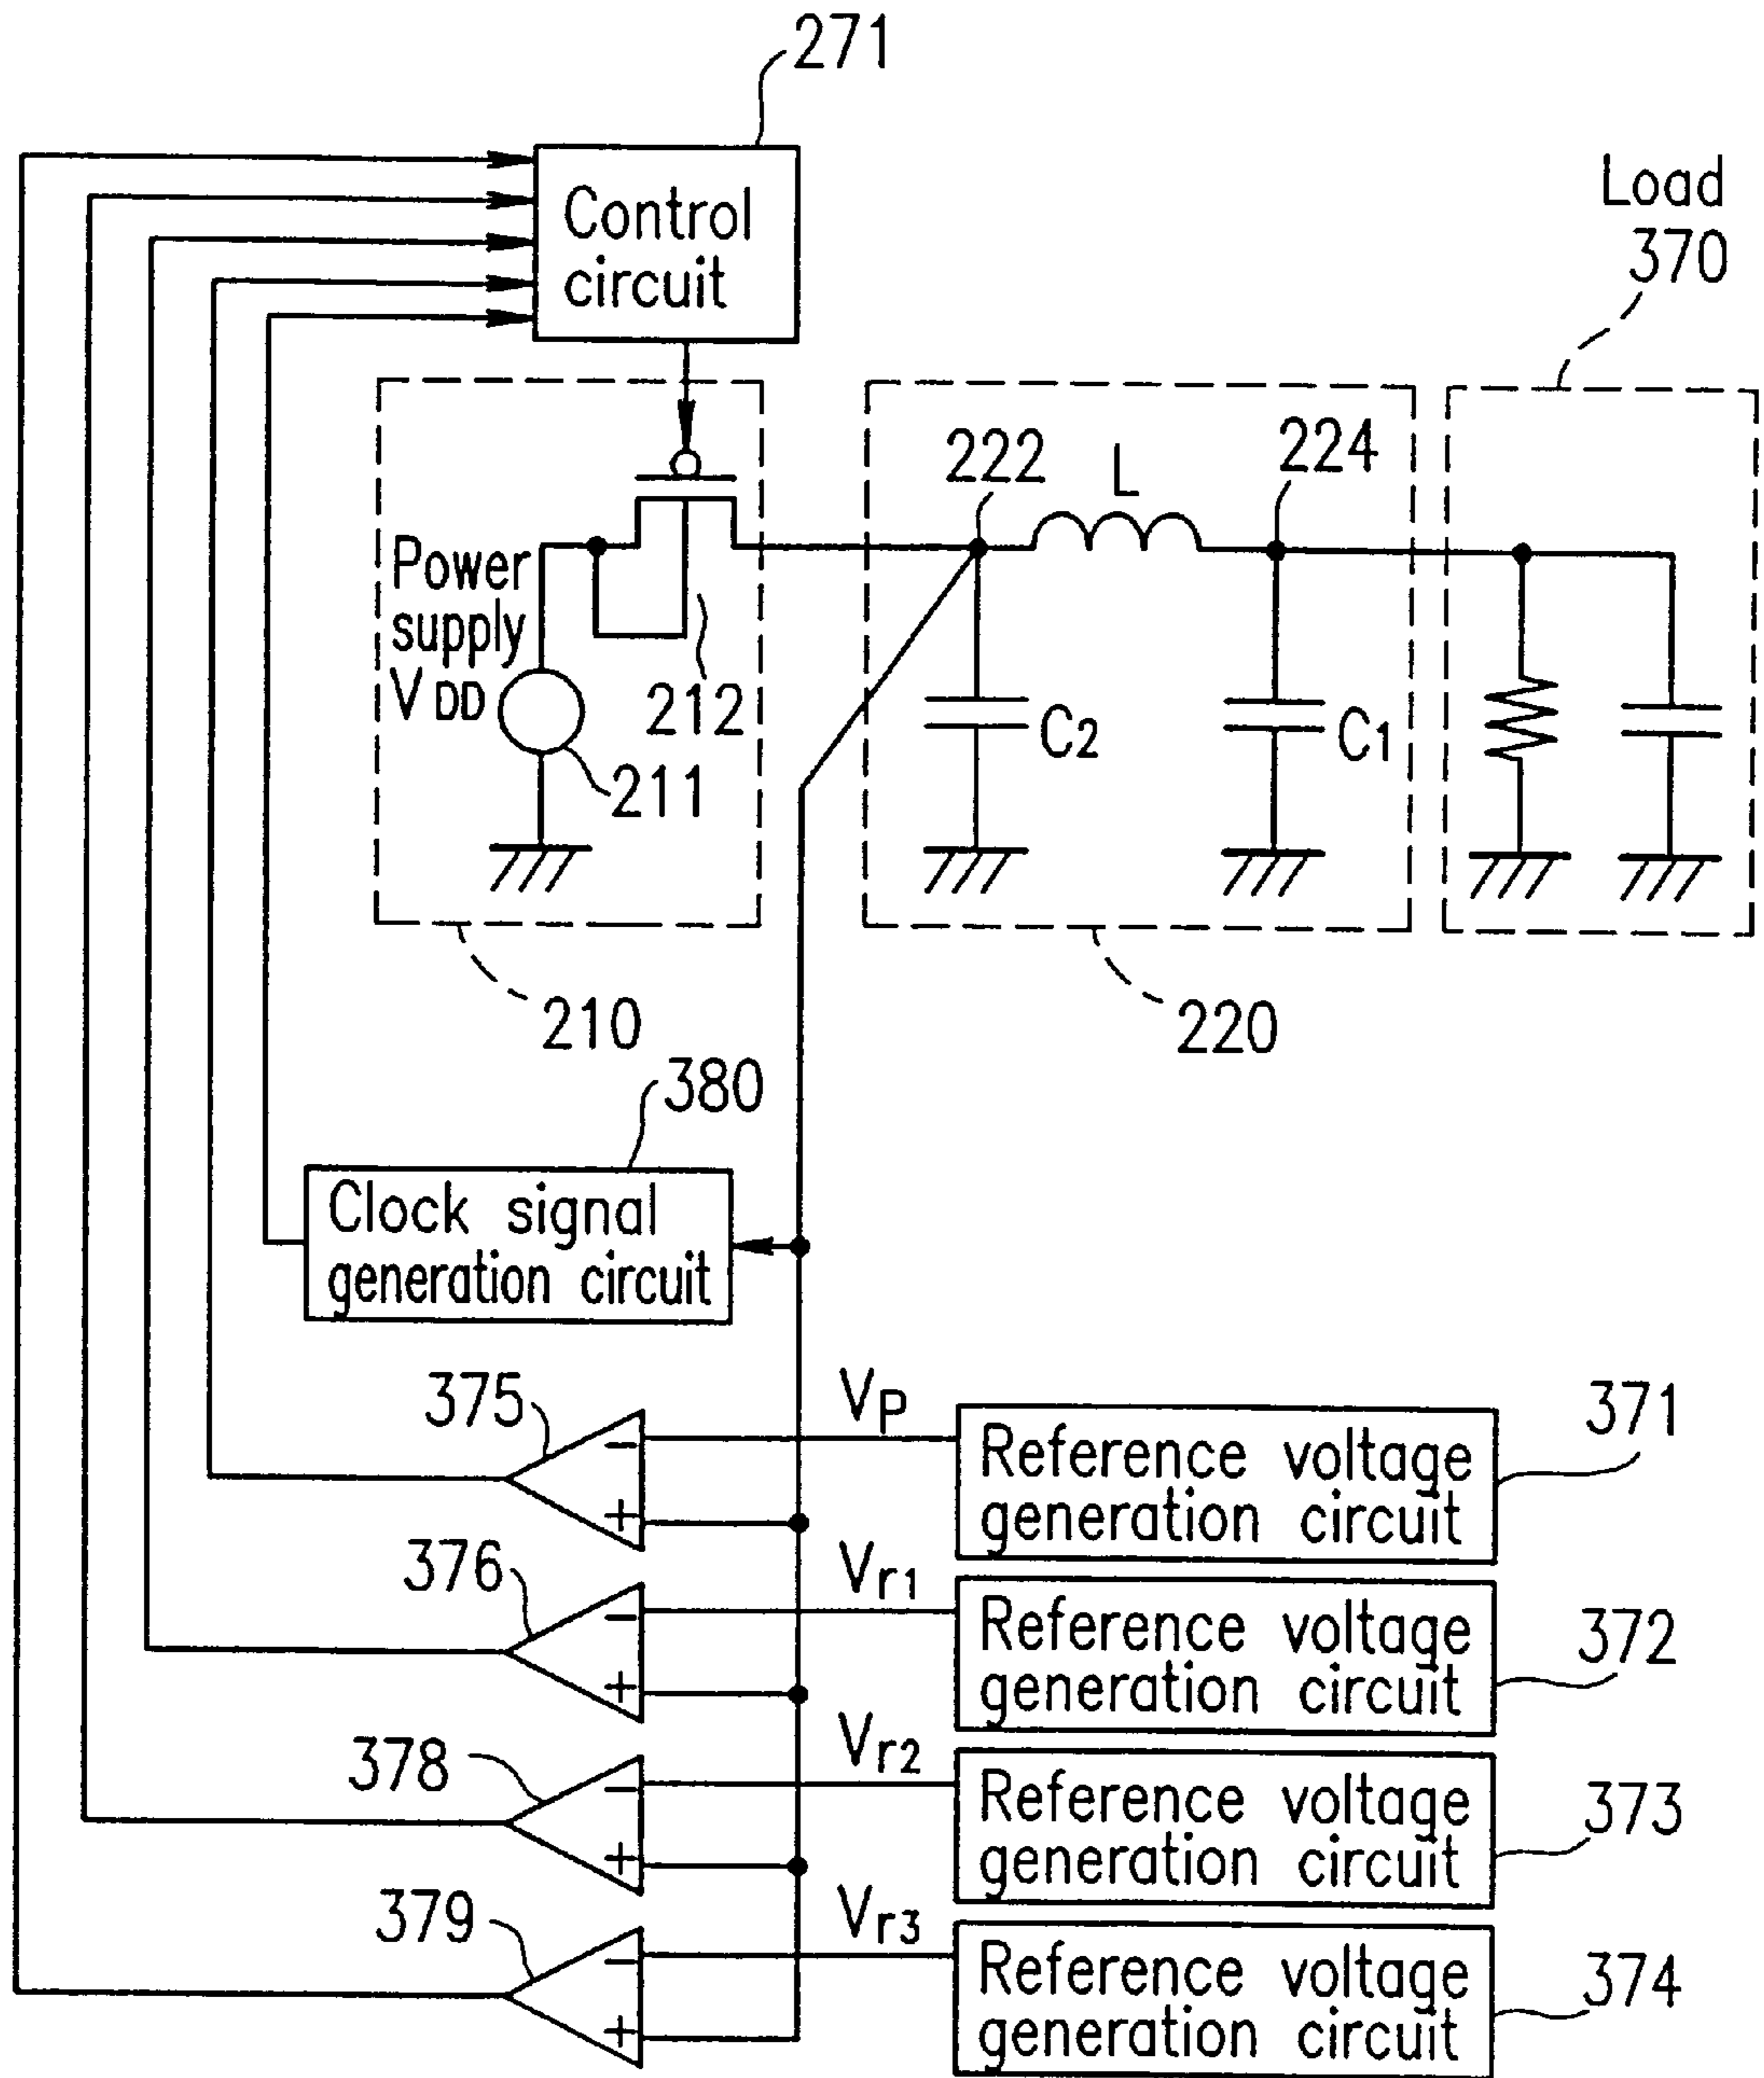 271
Control
circuit
Load
370
222
L
224
Power
supply
VDD
212
211
C2
C1
210
220
380
Clock signal
generation circuit
375
VP
Reference voltage
generation circuit
371
-
+
376
Vr1
Reference voltage
generation circuit
372
-
+
378
Vr2
Reference voltage
generation circuit
373
-
+
379
Vr3
Reference voltage
generation circuit
374
-
+